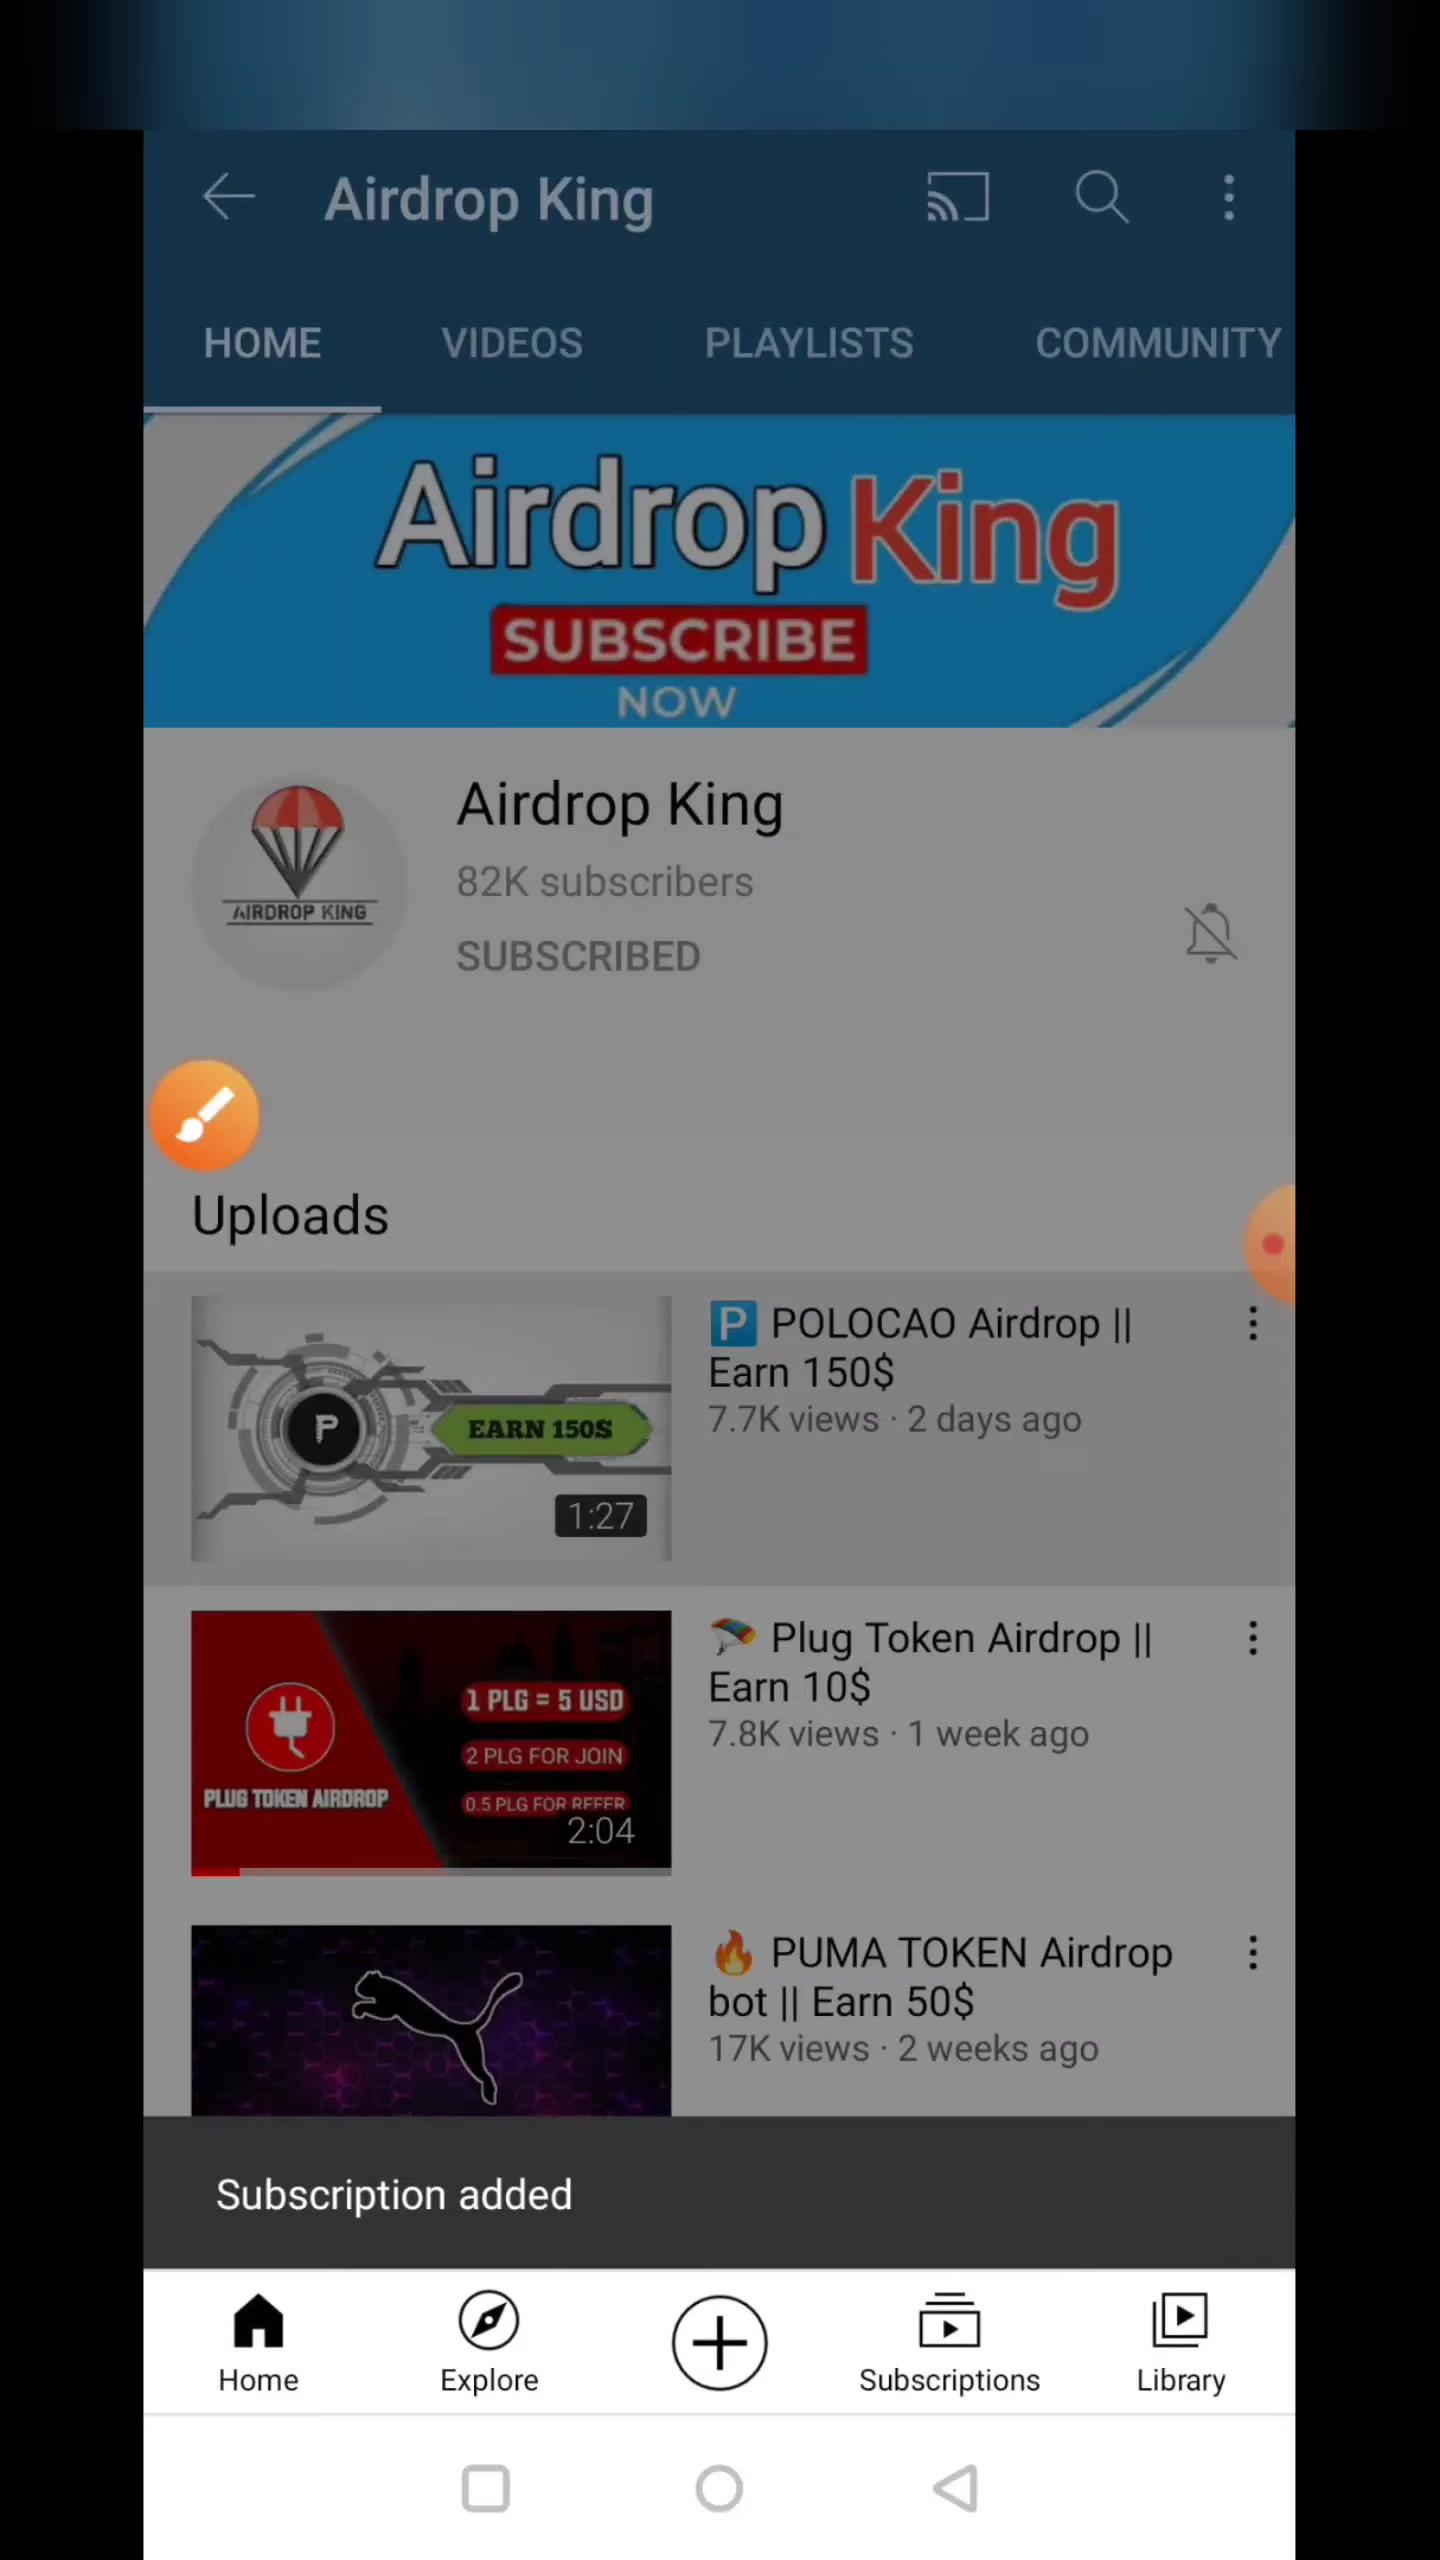 Airdrop King
HOME VIDEOS PLAYLISTS COMMUNITY
Airdrop King
SUBSCRIBE
NOW
Airdrop King
82K subscribers
SUBSCRIBED
AIRDROP KING
Uploads
P POLOCAO Airdrop ||
Earn 150$
7.7K views · 2 days ago
P
EARN 150$
1:27
Plug Token Airdrop ||
Earn 10$
7.8K views · 1 week ago
1 PLG = 5 USD
2 PLG FOR JOIN
PLUG TOKEN AIRDROP
0.5 PLG FOR REFER
2:04
PUMA TOKEN Airdrop
bot || Earn 50$
17K views · 2 weeks ago
Subscription added
Home Explore Subscriptions Library